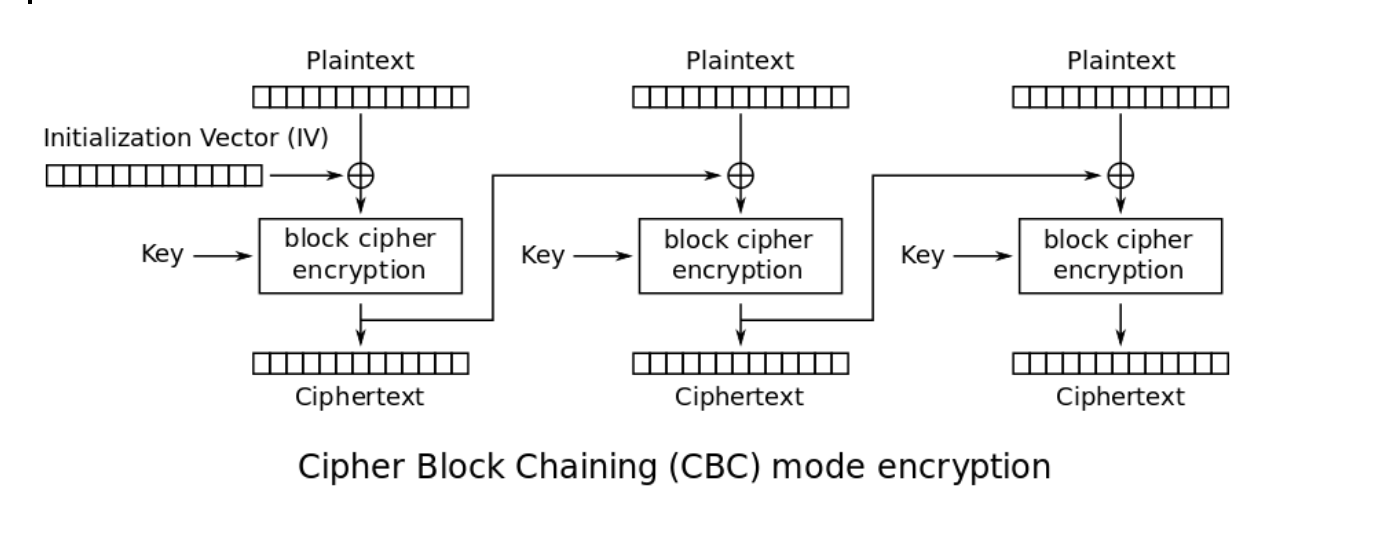 Plaintext
Plaintext
Plaintext
Initialization Vector (IV)
Key
block cipher
encryption
Key
block cipher
encryption
Key
block cipher
encryption
Ciphertext
Ciphertext
Ciphertext
Cipher Block Chaining (CBC) mode encryption